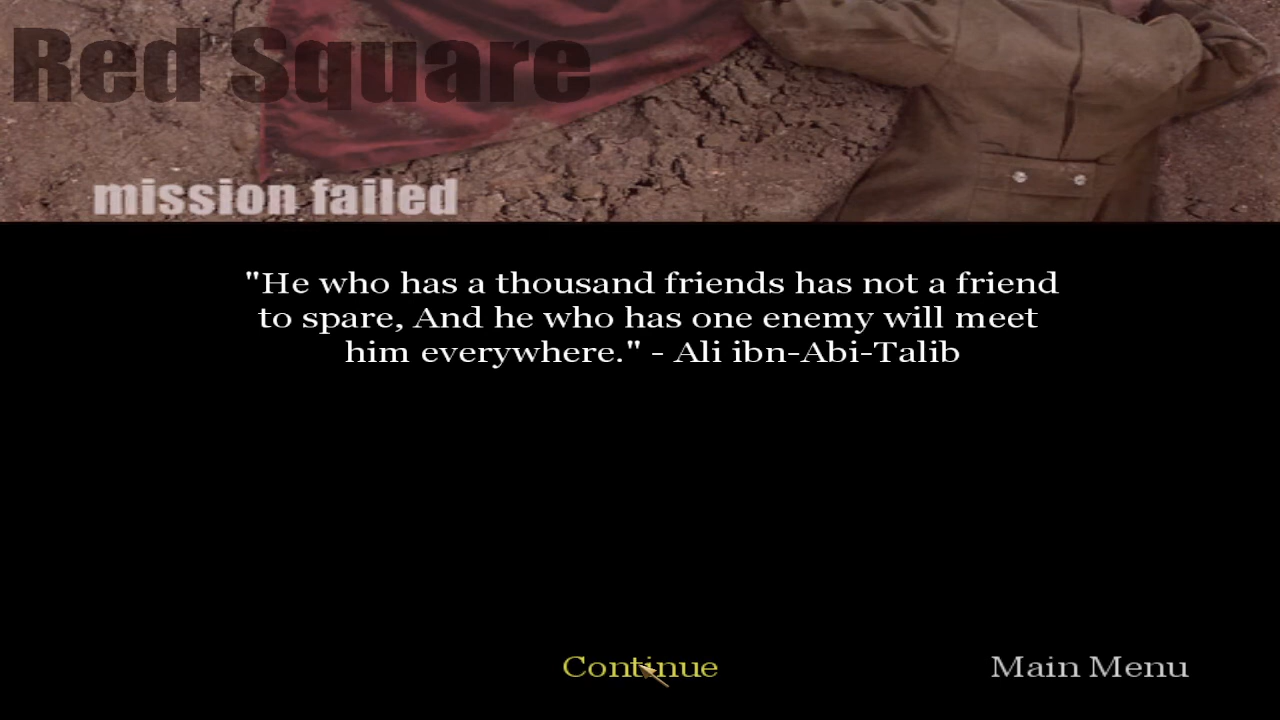 Red Square
mission failed
"He who has a thousand friends has not a friend
to spare, And he who has one enemy will meet
him everywhere." - Ali ibn-Abi-Talib
Continue
Main Menu